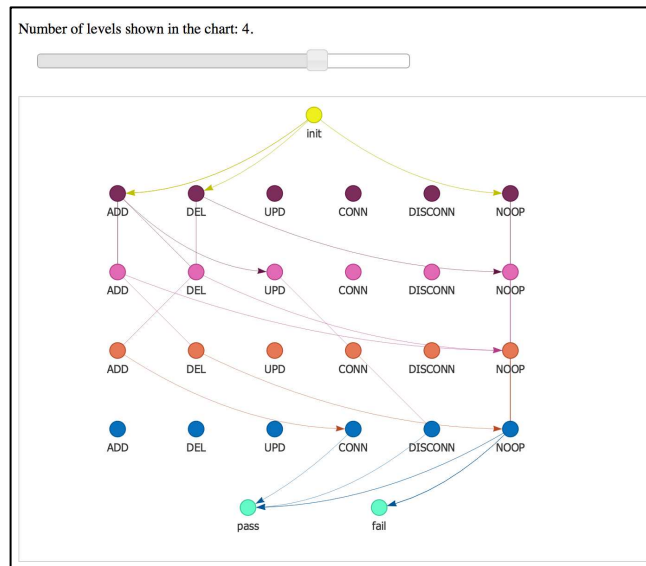 Number of levels shown in the chart: 4.
init
ADD DEL UPD CONN DISCONN NOOP
ADD DEL UPD CONN DISCONN NOOP
ADD DEL UPD CONN DISCONN NOOP
ADD DEL UPD CONN DISCONN NOOP
pass fail